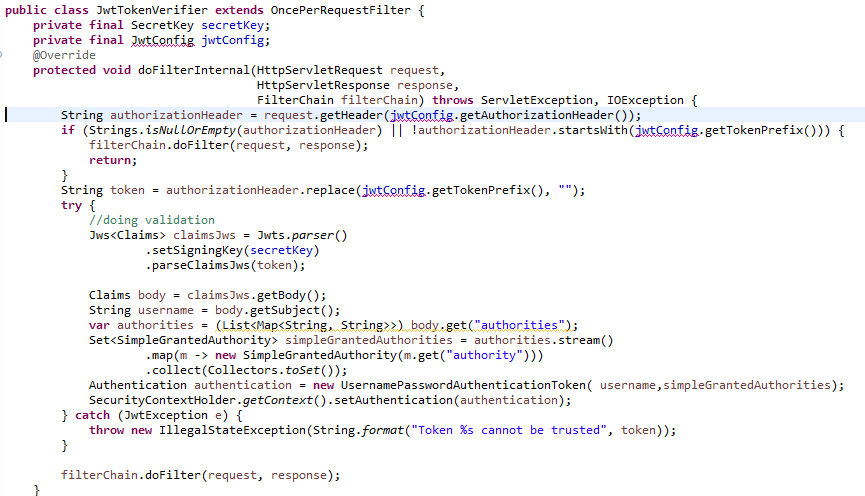 public class JwtTokenVerifier extends OncePerRequestFilter {
    private final SecretKey secretKey;
    private final JwtConfig jwtConfig;
    @Override
    protected void doFilterInternal(HttpServletRequest request,
                                    HttpServletResponse response,
                                    FilterChain filterChain) throws ServletException, IOException {
        String authorizationHeader = request.getHeader(jwtConfig.getAuthorizationHeader());
        if (Strings.isNullOrEmpty(authorizationHeader) || !authorizationHeader.startsWith(jwtConfig.getTokenPrefix())) {
            filterChain.doFilter(request, response);
            return;
        }
        String token = authorizationHeader.replace(jwtConfig.getTokenPrefix(), "");
        try {
            //doing validation
            Jws<Claims> claimsJws = Jwts.parser()
                    .setSigningKey(secretKey)
                    .parseClaimsJws(token);

            Claims body = claimsJws.getBody();
            String username = body.getSubject();
            var authorities = (List<Map<String, String>>) body.get("authorities");
            Set<SimpleGrantedAuthority> simpleGrantedAuthorities = authorities.stream()
                    .map(m -> new SimpleGrantedAuthority(m.get("authority")))
                    .collect(Collectors.toSet());
            Authentication authentication = new UsernamePasswordAuthenticationToken( username,simpleGrantedAuthorities);
            SecurityContextHolder.getContext().setAuthentication(authentication);
        } catch (JwtException e) {
            throw new IllegalStateException(String.format("Token %s cannot be trusted", token));
        }

        filterChain.doFilter(request, response);
    }